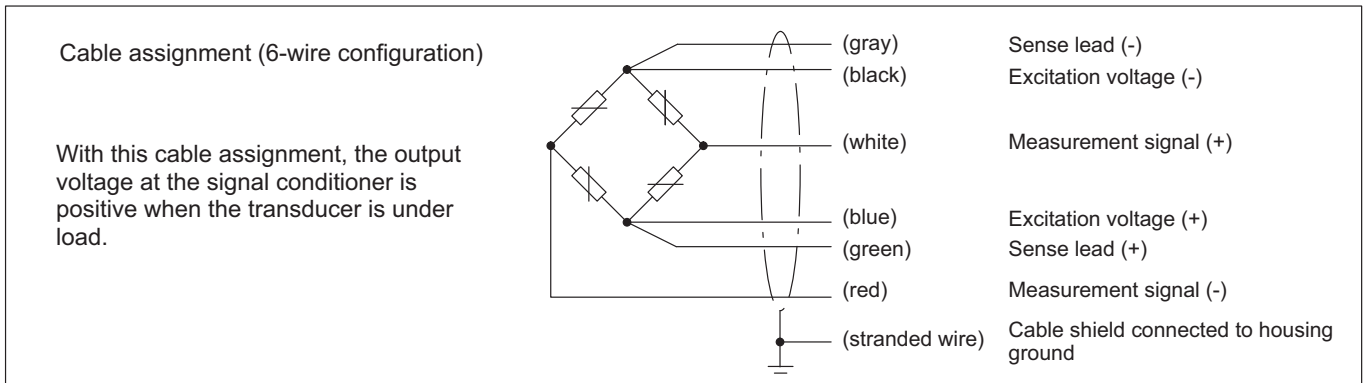 Cable assignment (6-wire configuration)
With this cable assignment, the output
voltage at the signal conditioner is
positive when the transducer is under
load.
(gray) Sense lead (-)
(black) Excitation voltage (-)
(white) Measurement signal (+)
(blue) Excitation voltage (+)
(green) Sense lead (+)
(red) Measurement signal (-)
(stranded wire) Cable shield connected to housing
ground